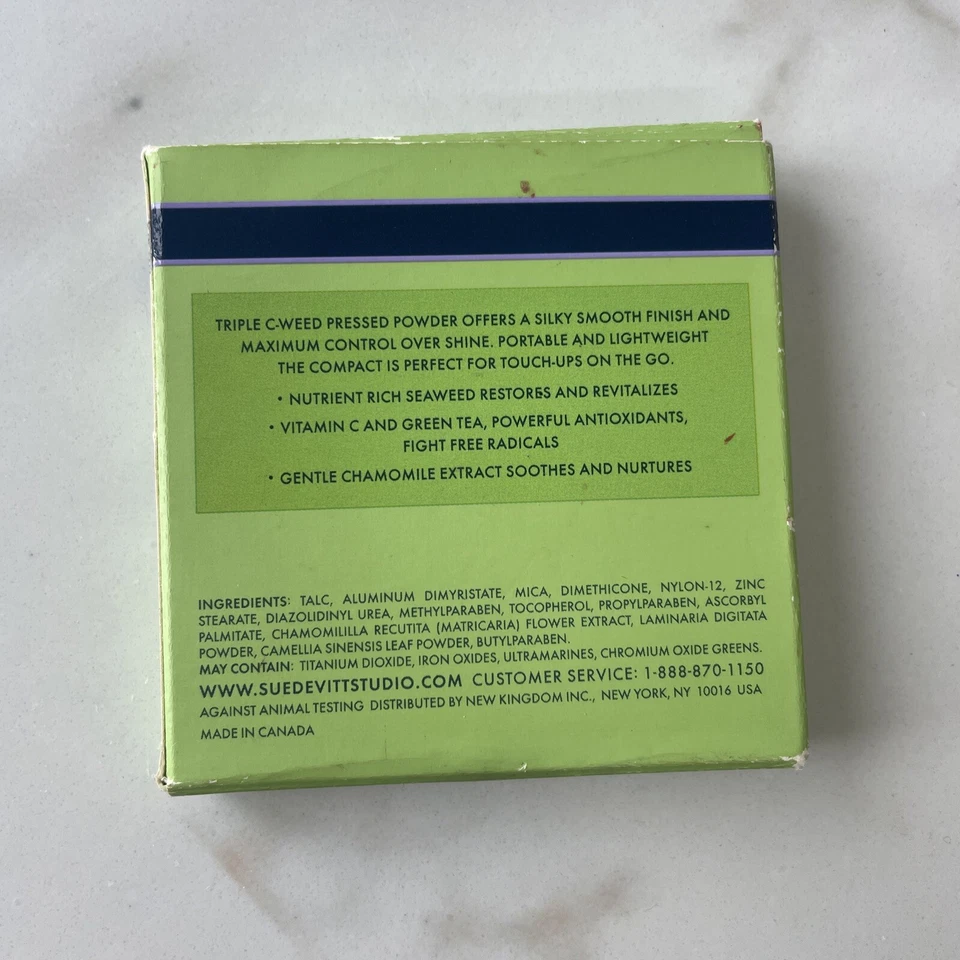 TRIPLE C-WEED PRESSED POWDER OFFERS A SILKY SMOOTH FINISH AND
MAXIMUM CONTROL OVER SHINE. PORTABLE AND LIGHTWEIGHT
THE COMPACT IS PERFECT FOR TOUCH-UPS ON THE GO.
• NUTRIENT RICH SEAWEED RESTORES AND REVITALIZES
• VITAMIN C AND GREEN TEA, POWERFUL ANTIOXIDANTS,
FIGHT FREE RADICALS
• GENTLE CHAMOMILE EXTRACT SOOTHES AND NURTURES
INGREDIENTS: TALC, ALUMINUM DIMYRISTATE, MICA, DIMETHICONE, NYLON-12, ZINC
STEARATE, DIAZOLIDINYL UREA, METHYLPARABEN, TOCOPHEROL, PROPYLPARABEN, ASCORBYL
PALMITATE, CHAMOMILILLA RECUTITA (MATRICARIA) FLOWER EXTRACT, LAMINARIA DIGITATA
POWDER, CAMELLIA SINENSIS LEAF POWDER, BUTYLPARABEN.
MAY CONTAIN: TITANIUM DIOXIDE, IRON OXIDES, ULTRAMARINES, CHROMIUM OXIDE GREENS.
WWW.SUEDEVITTSTUDIO.COM CUSTOMER SERVICE: 1-888-870-1150
AGAINST ANIMAL TESTING DISTRIBUTED BY NEW KINGDOM INC., NEW YORK, NY 10016 USA
MADE IN CANADA